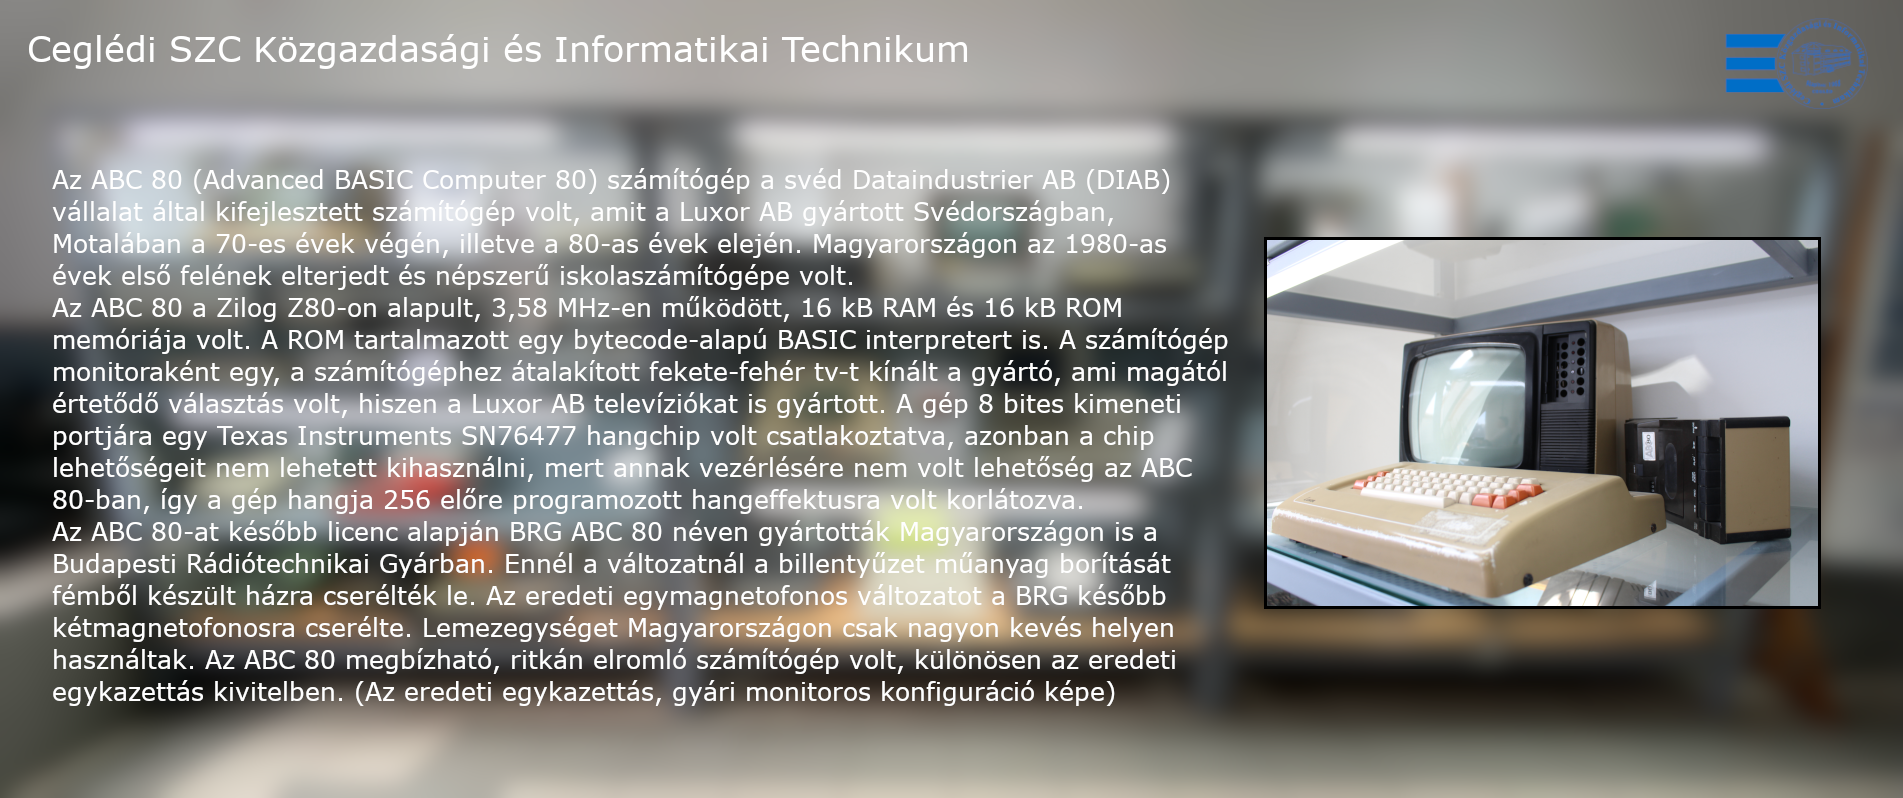 Ceglédi SZC Közgazdasági és Informatikai Technikum
Az ABC 80 (Advanced BASIC Computer 80) számítógép a svéd Dataindustrier AB (DIAB)
vállalat által kifejlesztett számítógép volt, amit a Luxor AB gyártott Svédországban,
Motalában a 70-es évek végén, illetve a 80-as évek elején. Magyarországon az 1980-as
évek első felének elterjedt és népszerű iskolaszámítógépe volt.
Az ABC 80 a Zilog Z80-on alapult, 3,58 MHz-en működött, 16 kB RAM és 16 kB ROM
memóriája volt. A ROM tartalmazott egy bytecode-alapú BASIC interpretert is. A számítógép
monitoraként egy, a számítógéphez átalakított fekete-fehér tv-t kínált a gyártó, ami magától
értetődő választás volt, hiszen a Luxor AB televíziókat is gyártott. A gép 8 bites kimeneti
portjára egy Texas Instruments SN76477 hangchip volt csatlakoztatva, azonban a chip
lehetőségeit nem lehetett kihasználni, mert annak vezérlésére nem volt lehetőség az ABC
80-ban, így a gép hangja 256 előre programozott hangeffektusra volt korlátozva.
Az ABC 80-at később licenc alapján BRG ABC 80 néven gyártották Magyarországon is a
Budapesti Rádiótechnikai Gyárban. Ennél a változatnál a billentyűzet műanyag borítását
fémből készült házra cserélték le. Az eredeti egymagnetofonos változatot a BRG később
kétmagnetofonosra cserélte. Lemezegységet Magyarországon csak nagyon kevés helyen
használtak. Az ABC 80 megbízható, ritkán elromló számítógép volt, különösen az eredeti
egykazettás kivitelben. (Az eredeti egykazettás, gyári monitoros konfiguráció képe)